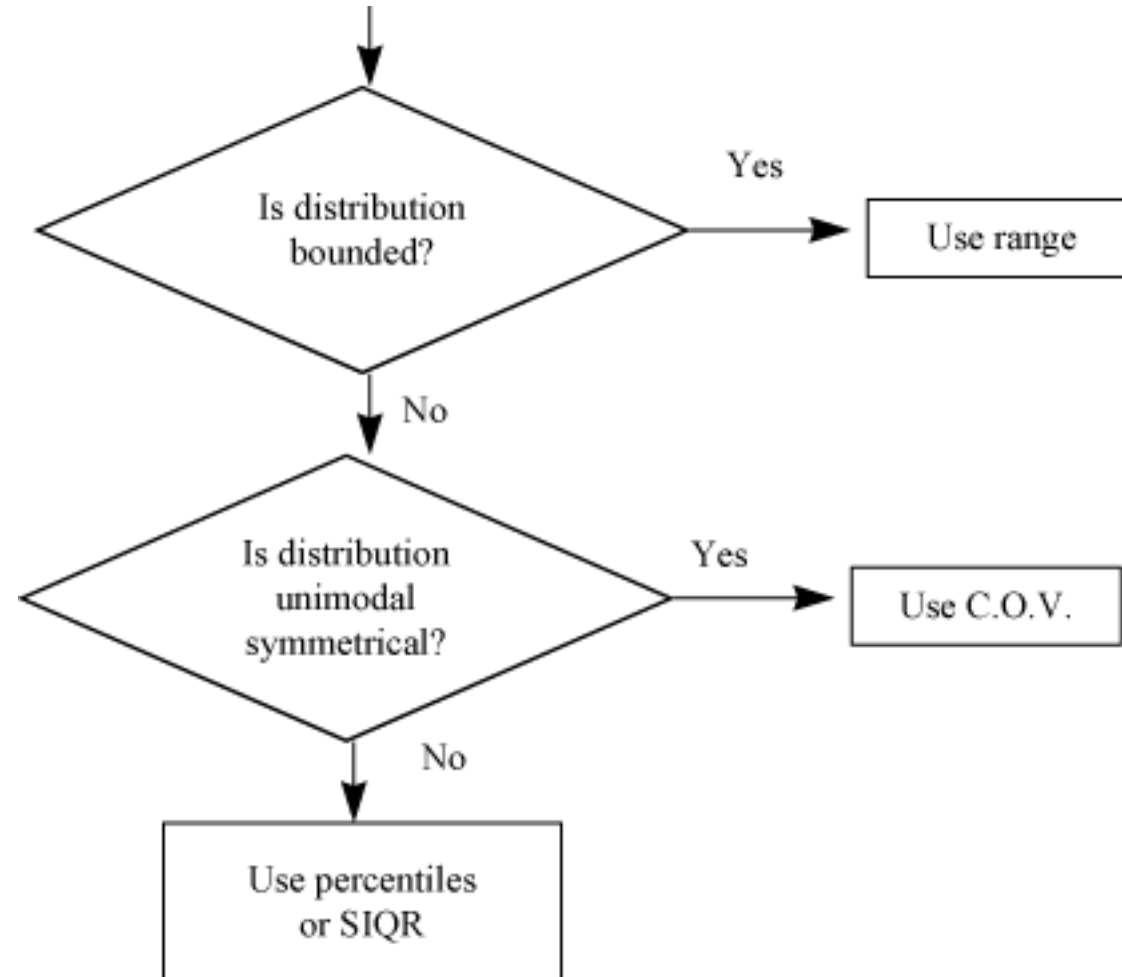 Is distribution
bounded?
Yes
Use range
No
Is distribution
unimodal
symmetrical?
Yes
Use C.O.V.
No
Use percentiles
or SIQR